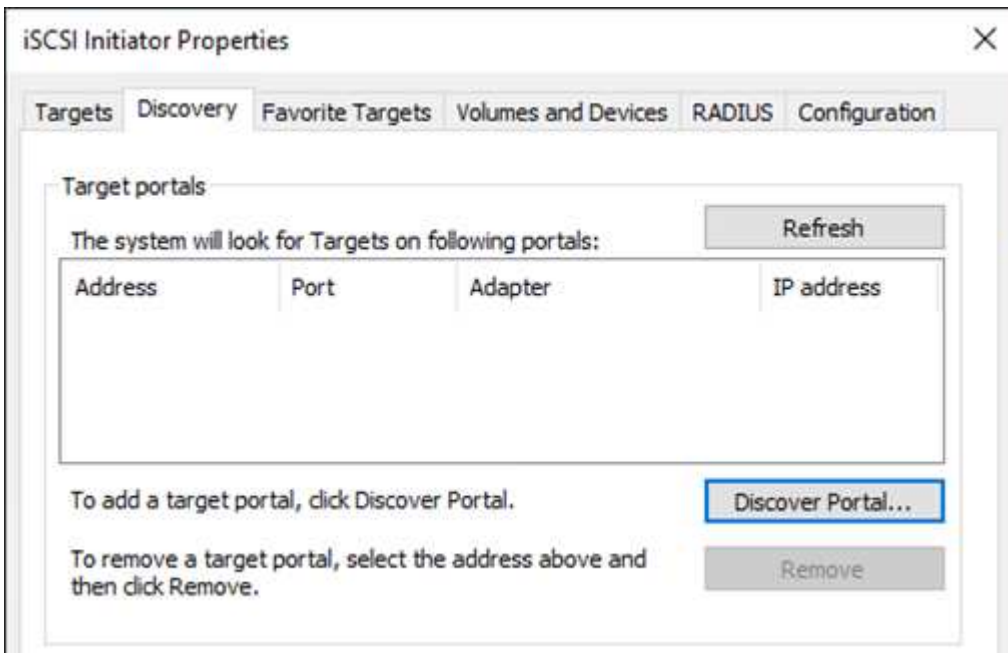 iSCSI Initiator Properties
Targets Discovery Favorite Targets Volumes and Devices RADIUS Configuration
Target portals
The system will look for Targets on following portals:
Refresh
Address Port Adapter IP address
To add a target portal, click Discover Portal.
Discover Portal...
To remove a target portal, select the address above and
then click Remove.
Remove